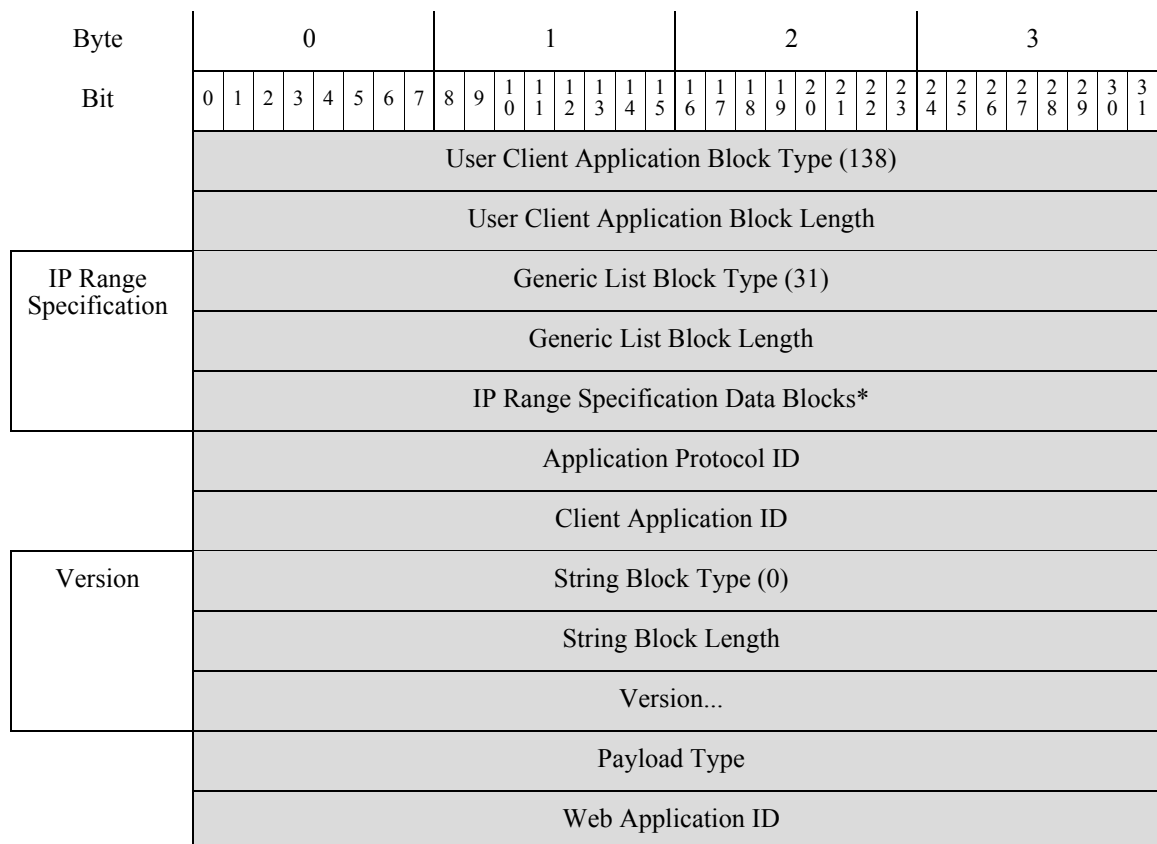 Byte 0 1 2 3
Bit 0 1 2 3 4 5 6 7 8 9 10 11 12 13 14 15 16 17 18 19 20 21 22 23 24 25 26 27 28 29 30 31
User Client Application Block Type (138)
User Client Application Block Length
IP Range
Specification
Generic List Block Type (31)
Generic List Block Length
IP Range Specification Data Blocks*
Application Protocol ID
Client Application ID
Version
String Block Type (0)
String Block Length
Version...
Payload Type
Web Application ID